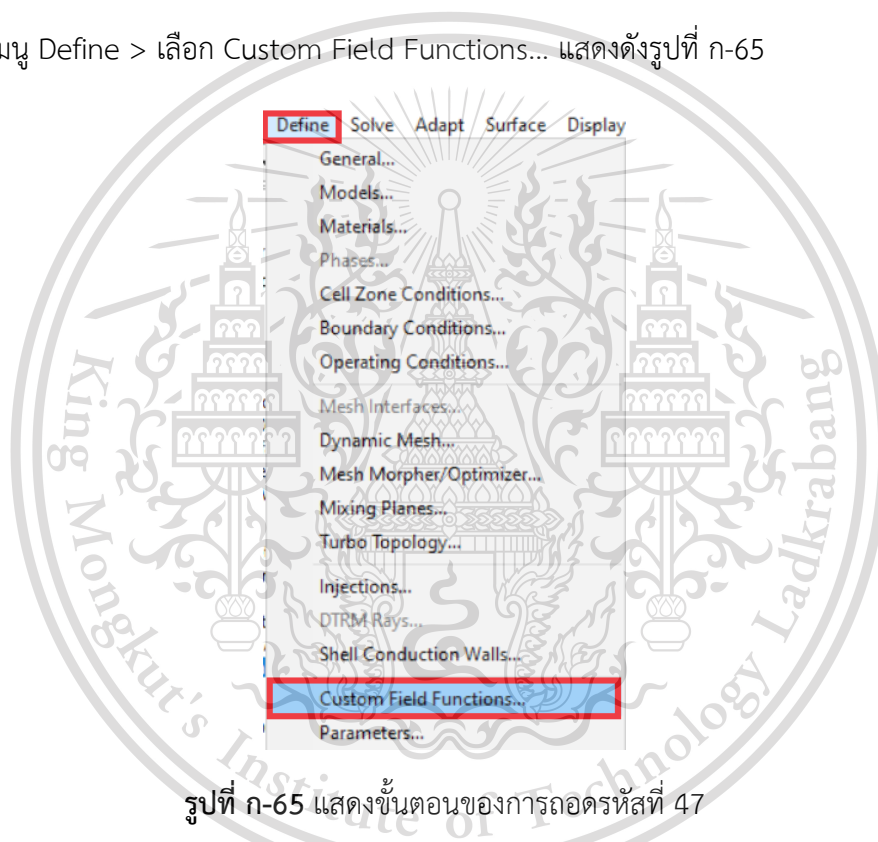 มนู Define > เลือก Custom Field Functions... แสดงดังรูปที่ ก-65
Define Solve Adapt Surface Display
General...
Models...
Materials...
Phases...
Cell Zone Conditions...
Boundary Conditions...
Operating Conditions...
Mesh Interfaces...
Dynamic Mesh...
Mesh Morpher/Optimizer...
Mixing Planes...
Turbo Topology...
Injections...
DTRM Rays...
Shell Conduction Walls...
Custom Field Functions...
Parameters...
King Mongkut's Institute of Technology Ladkrabang
รูปที่ ก-65 แสดงขั้นตอนของการถอดรหัสที่ 47